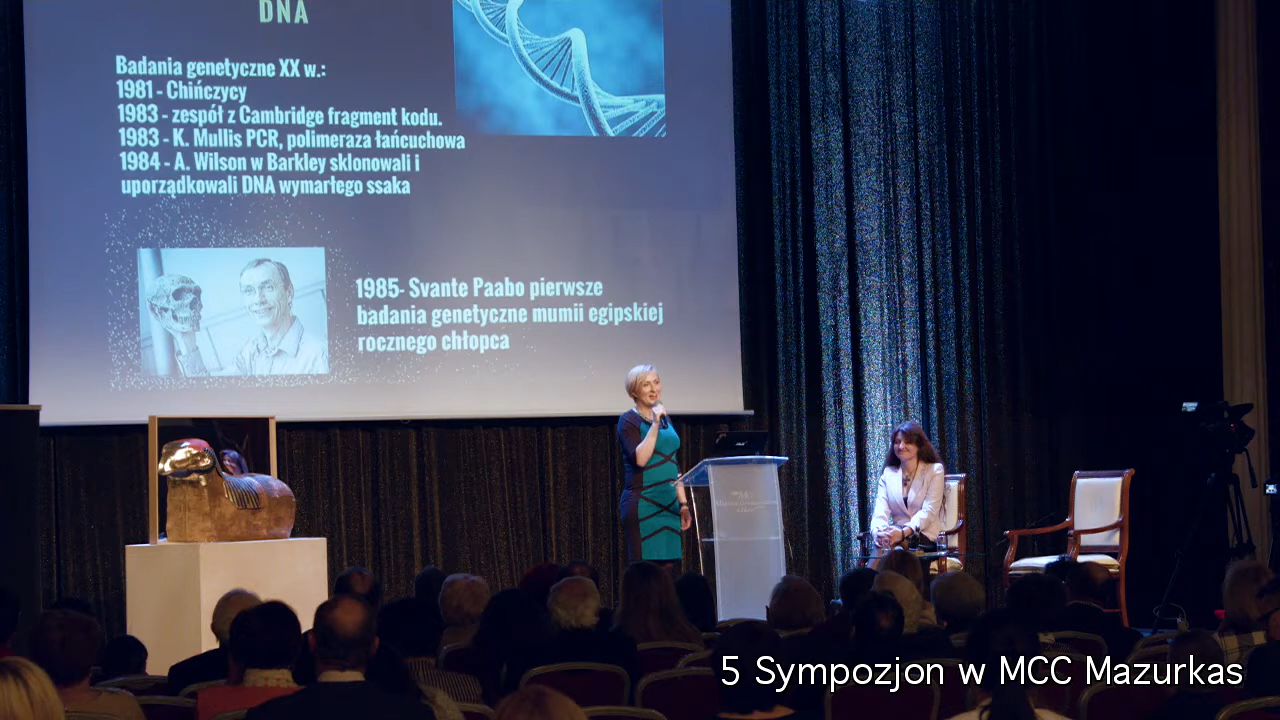 DNA
Badania genetyczne XX w.:
1981 - Chińczycy
1983 - zespół z Cambridge fragment kodu.
1983 - K. Mullis PCR, polimeraza łańcuchowa
1984 - A. Wilson w Barkley sklonowali i
uporządkowali DNA wymarłego ssaka
1985- Svante Paabo pierwsze
badania genetyczne mumii egipskiej
rocznego chłopca
5 Sympozjon w MCC Mazurkas